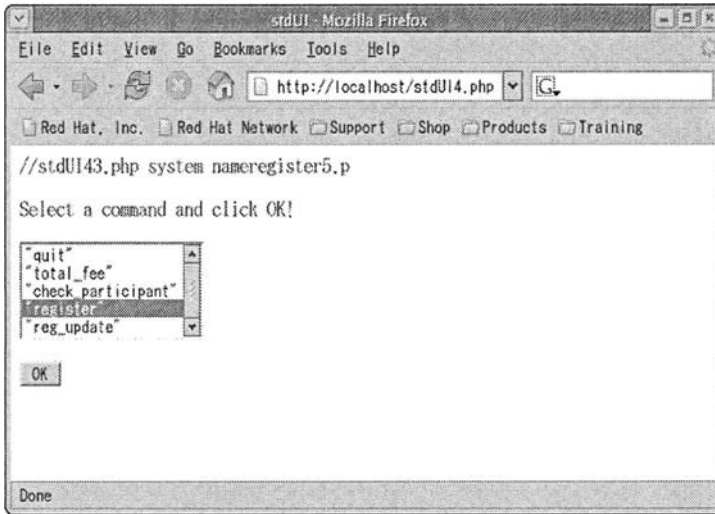 stdUI - Mozilla Firefox
File Edit View Go Bookmarks Tools Help
http://localhost/stdUI4.php G
Red Hat, Inc. Red Hat Network Support Shop Products Training
//stdUI43.php system nameregister5.p
Select a command and click OK!
"quit"
"total_fee"
"check_participant"
"register"
"reg_update"
OK
Done